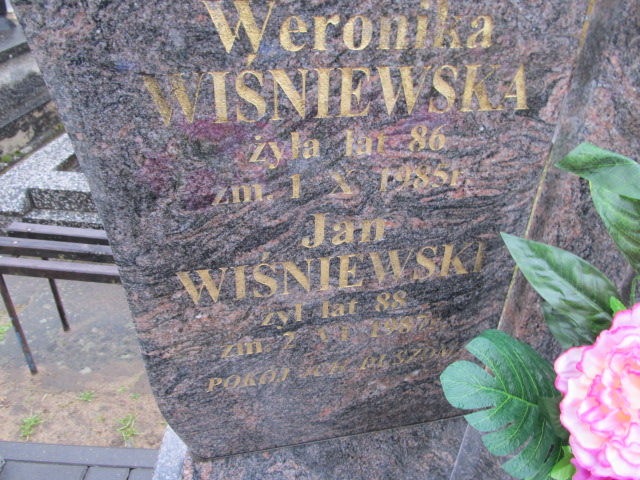 Weronika
WIŚNIEWSKA
żyła lat 86
zm. 1 X 1985r.
Jan
WIŚNIEWSKI
żył lat 88
zm. 2 VI 1987r.
POKÓJ ICH DUSZOM